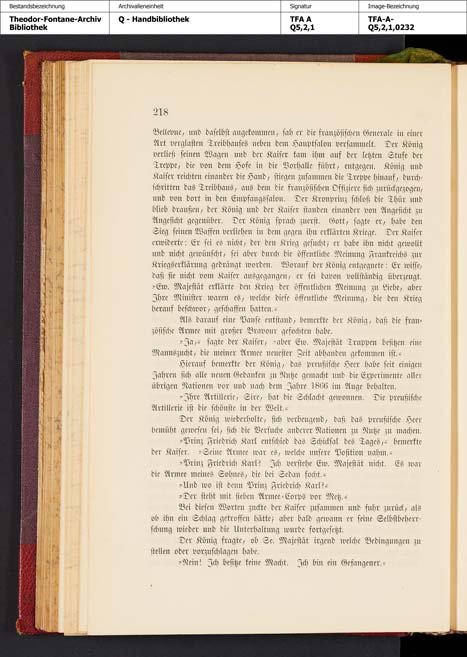 Bestandsbezeichnung
Theodor-Fontane-Archiv
Bibliothek
Archivalieneinheit
Q - Handbibliothek
Signatur
TFA A
Q5,2,1
Image-Bezeichnung
TFA-A-
Q5,2,1,0232
218
Bellevue, und daselbst angekommen, sah er die französischen Generale in einer
Art verglasten Treibhauses neben dem Hauptsalon versammelt. Der König
verließ seinen Wagen und der Kaiser kam ihm auf der letzten Stufe der
Treppe, die von dem Hofe in die Vorhalle führt, entgegen. König und
Kaiser reichten einander die Hand, stiegen zusammen die Treppe hinauf, durch-
schritten das Treibhaus, aus dem die französischen Offiziere sich zurückgezogen,
und von dort in den Empfangssalon. Der Kronprinz schloß die Thür und
blieb draußen, der König und der Kaiser standen einander von Angesicht zu
Angesicht gegenüber. Der König sprach zuerst. Gott, sagte er, habe den
Sieg seinen Waffen verliehen in dem gegen ihn erklärten Kriege. Der Kaiser
erwiderte: Er sei es nicht, der den Krieg gesucht; er habe ihn nicht gewollt
und nicht gewünscht, sei aber durch die öffentliche Meinung Frankreichs zur
Kriegserklärung gedrängt worden. Worauf der König entgegnete: Er wisse,
daß sie nicht vom Kaiser ausgegangen, er sei davon vollständig überzeugt.
»Ew. Majestät erklärte den Krieg der öffentlichen Meinung zu Liebe, aber
Ihre Minister waren es, welche diese öffentliche Meinung, die den Krieg
herauf beschwor, geschaffen hatten.«
Als darauf eine Pause entstand, bemerkte der König, daß die fran-
zösische Armee mit großer Bravour gefochten habe.
»Ja,« sagte der Kaiser, »aber Ew. Majestät Truppen besitzen eine
Mannszucht, die meiner Armee neuester Zeit abhanden gekommen ist.«
Hierauf bemerkte der König, das preußische Heer habe seit einigen
Jahren sich alle neuen Gedanken zu Nutze gemacht und die Experimente aller
übrigen Nationen vor und nach dem Jahre 1866 im Auge behalten.
»Ihre Artillerie, Sire, hat die Schlacht gewonnen. Die preußische
Artillerie ist die schönste in der Welt.«
Der König wiederholte, sich verbeugend, daß das preußische Heer
bemüht gewesen sei, sich die Versuche anderer Nationen zu Nutze zu machen.
»Prinz Friedrich Karl entschied das Schicksal des Tages,« bemerkte
der Kaiser. »Seine Armee war es, welche unsere Position nahm.«
»Prinz Friedrich Karl? Ich verstehe Ew. Majestät nicht. Es war
die Armee meines Sohnes, die bei Sedan focht.«
»Und wo ist denn Prinz Friedrich Karl?«
»Der steht mit sieben Armee-Corps vor Metz.«
Bei diesen Worten zuckte der Kaiser zusammen und fuhr zurück, als
ob ihn ein Schlag getroffen hätte; aber bald gewann er seine Selbstbeherr-
schung wieder und die Unterhaltung wurde fortgesetzt.
Der König fragte, ob Se. Majestät irgend welche Bedingungen zu
stellen oder vorzuschlagen habe.
»Nein! Ich besitze keine Macht. Ich bin ein Gefangener.«